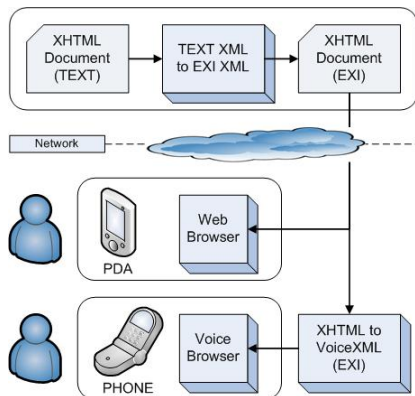 XHTML
Document
(TEXT)
TEXT XML
to EXI XML
XHTML
Document
(EXI)
Network
Web
Browser
PDA
Voice
Browser
PHONE
XHTML to
VoiceXML
(EXI)